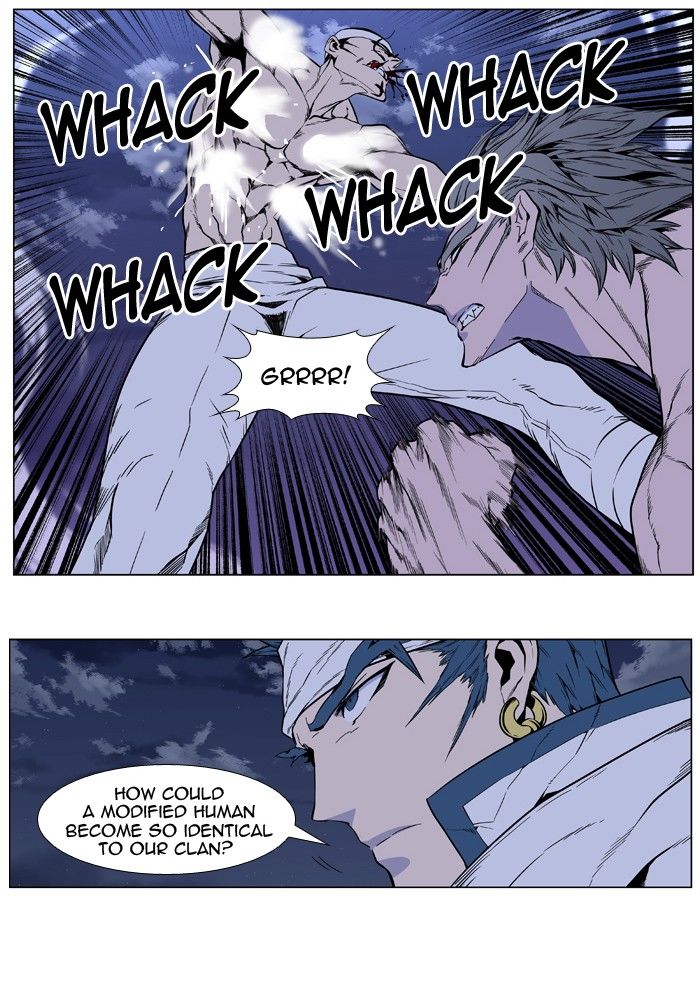 WHACK
WHACK
WHACK
WHACK
GRRRR!
HOW COULD
A MODIFIED HUMAN
BECOME SO IDENTICAL
TO OUR CLAN?